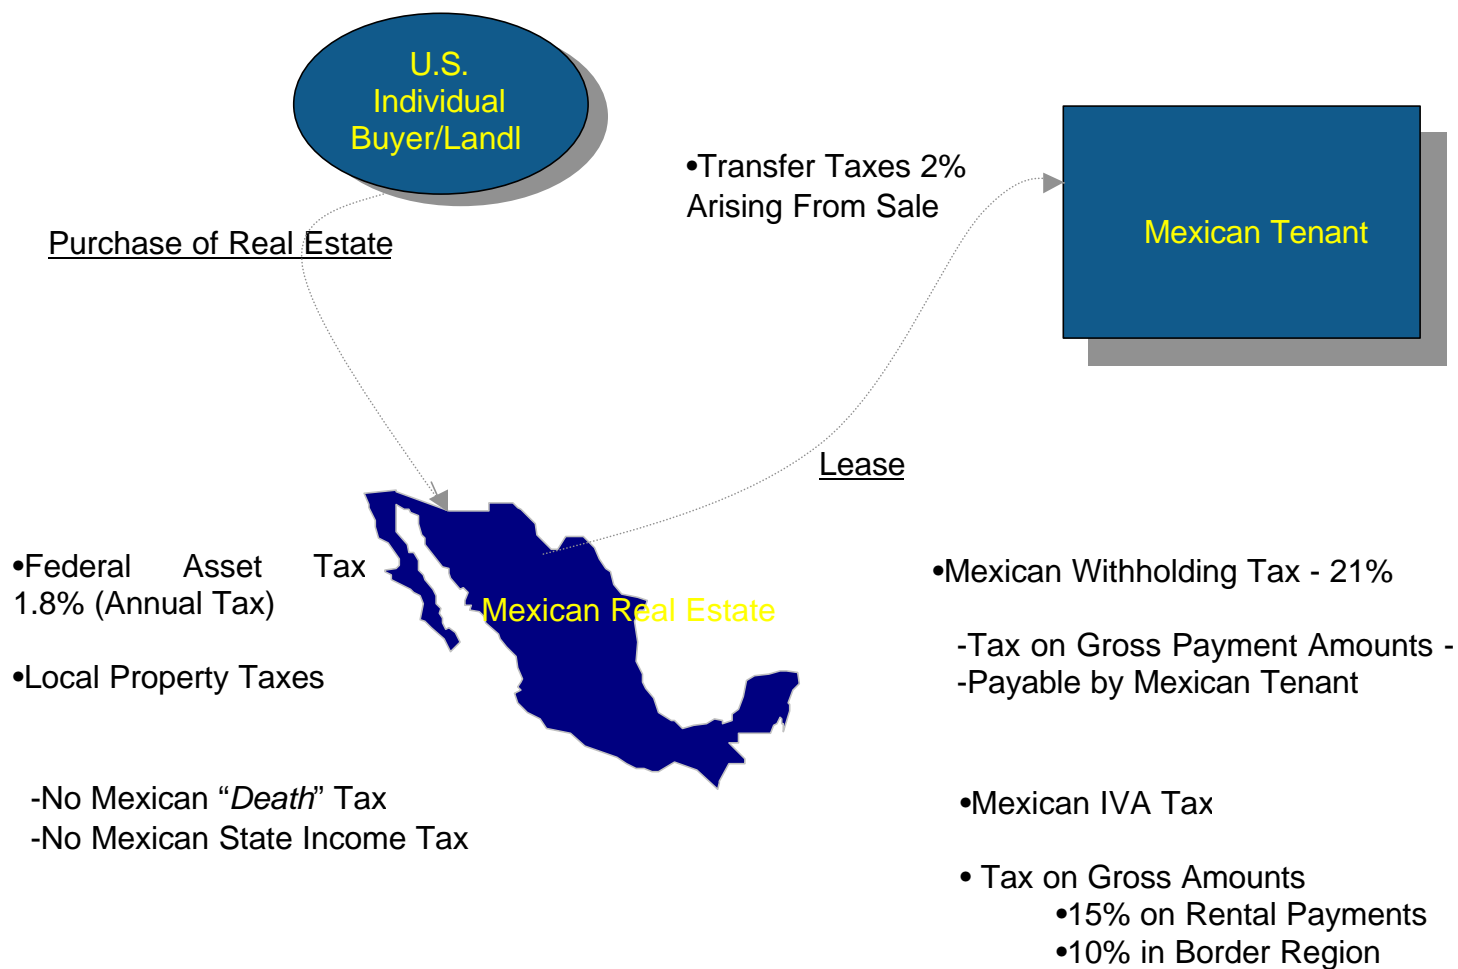 U.S.
Individual
Buyer/Landl
•Transfer Taxes 2%
Arising From Sale
Mexican Tenant
Purchase of Real Estate
Lease
•Federal Asset Tax
1.8% (Annual Tax)
•Local Property Taxes
-No Mexican “Death” Tax
-No Mexican State Income Tax
Mexican Real Estate
•Mexican Withholding Tax - 21%
-Tax on Gross Payment Amounts -
-Payable by Mexican Tenant
•Mexican IVA Tax
• Tax on Gross Amounts
•15% on Rental Payments
•10% in Border Region